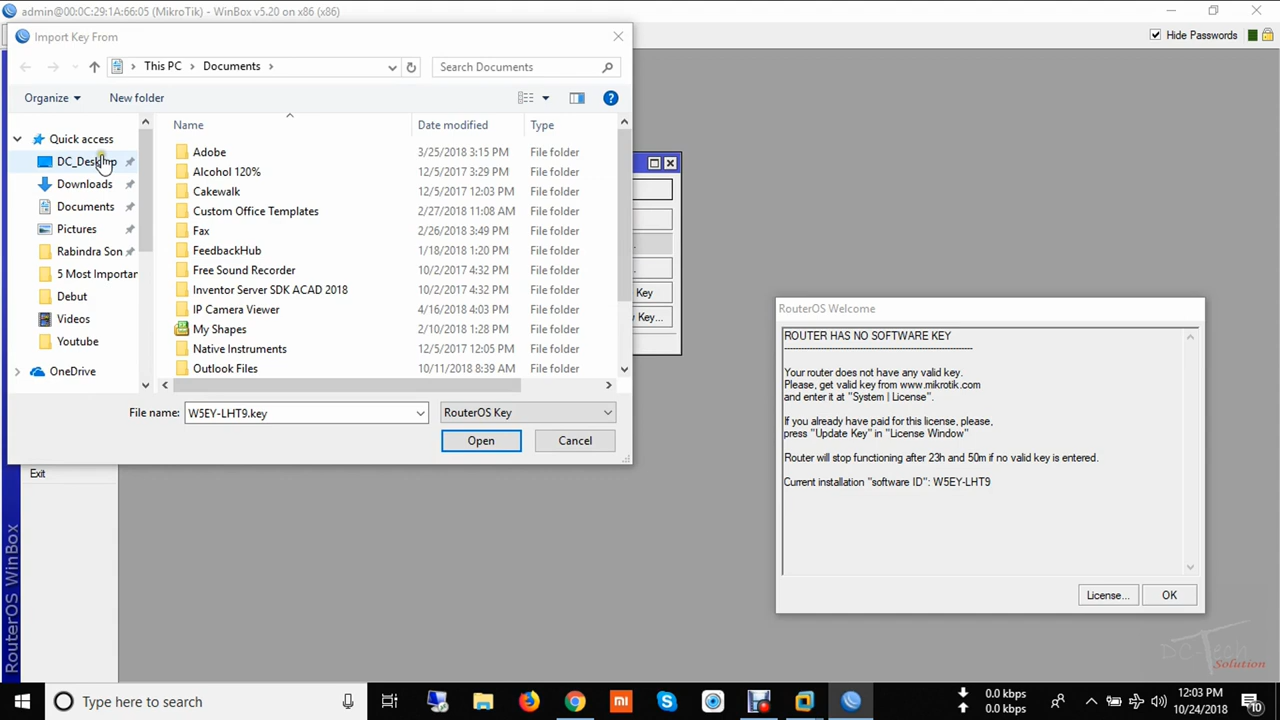 admin@00:0C:29:1A:66:05 (MikroTik) - WinBox v5.20 on x86 (x86)
Hide Passwords
Import Key From
This PC > Documents >
Search Documents
Organize
New folder
Name
Date modified
Type
Quick access
DC_Desktop
Downloads
Documents
Pictures
Rabindra Son
5 Most Importan
Debut
Videos
Youtube
OneDrive
Adobe 3/25/2018 3:15 PM File folder
Alcohol 120% 12/5/2017 3:29 PM File folder
Cakewalk 12/5/2017 12:03 PM File folder
Custom Office Templates 2/27/2018 11:08 AM File folder
Fax 2/26/2018 3:49 PM File folder
FeedbackHub 1/18/2018 1:20 PM File folder
Free Sound Recorder 10/2/2017 4:32 PM File folder
Inventor Server SDK ACAD 2018 10/2/2017 4:32 PM File folder
IP Camera Viewer 4/16/2018 4:03 PM File folder
My Shapes 2/10/2018 1:28 PM File folder
Native Instruments 12/5/2017 12:05 PM File folder
Outlook Files 10/11/2018 8:39 AM File folder
File name: W5EY-LHT9.key
RouterOS Key
Open
Cancel
Key
Key...
Exit
RouterOS WinBox
RouterOS Welcome
ROUTER HAS NO SOFTWARE KEY
----------------------------------------------------------------
Your router does not have any valid key.
Please, get valid key from www.mikrotik.com
and enter it at "System | License".
If you already have paid for this license, please,
press "Update Key" in "License Window"
Router will stop functioning after 23h and 50m if no valid key is entered.
Current installation "software ID": W5EY-LHT9
License...
OK
DC-Tech
Solution
Type here to search
0.0 kbps
0.0 kbps
12:03 PM
10/24/2018
10